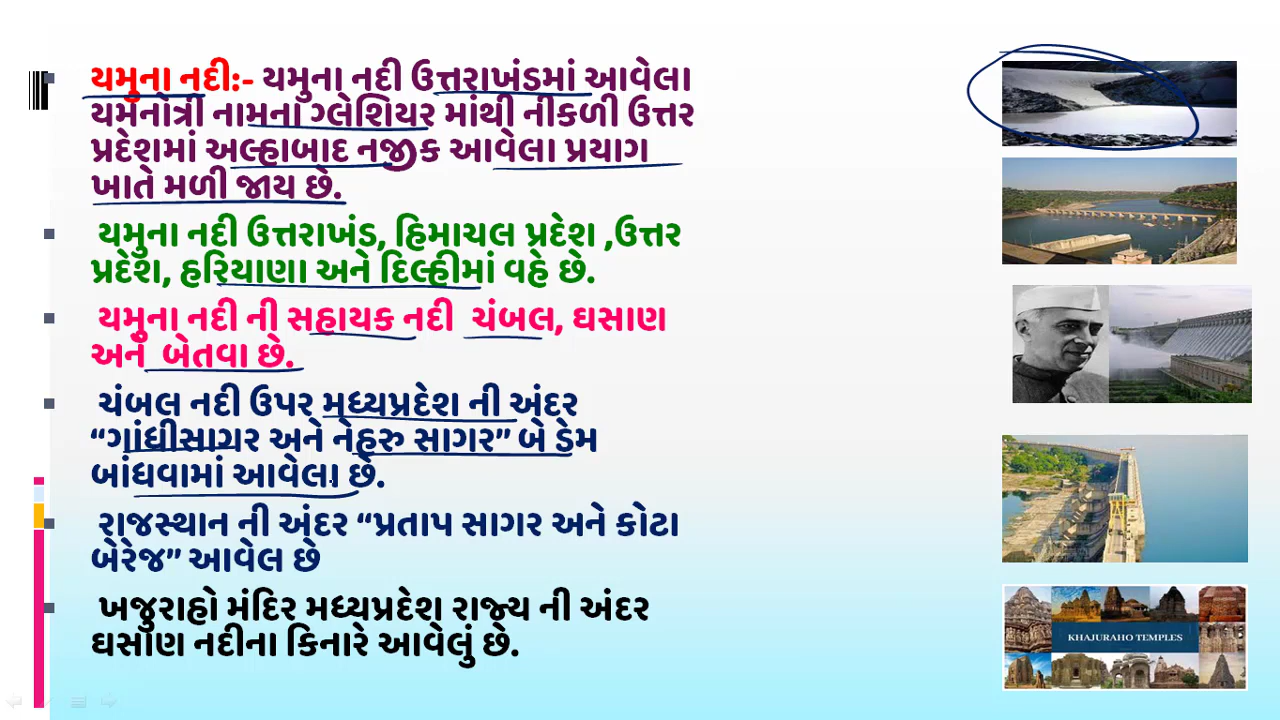 યમુના નદી:- યમુના નદી ઉત્તરાખંડમાં આવેલા
યમનોત્રી નામના ગ્લેશિયર માંથી નીકળી ઉત્તર
પ્રદેશમાં અલ્હાબાદ નજીક આવેલા પ્રયાગ
ખાતે મળી જાય છે.
યમુના નદી ઉત્તરાખંડ, હિમાચલ પ્રદેશ ,ઉત્તર
પ્રદેશ, હરિયાણા અને દિલ્હીમાં વહે છે.
યમુના નદી ની સહાયક નદી ચંબલ, ઘસાણ
અને બેતવા છે.
ચંબલ નદી ઉપર મધ્યપ્રદેશ ની અંદર
“ગાંધીસાગર અને નેહરુ સાગર” બે ડેમ
બાંધવામાં આવેલા છે.
રાજસ્થાન ની અંદર “પ્રતાપ સાગર અને કોટા
બેરેજ” આવેલ છે
ખજુરાહો મંદિર મધ્યપ્રદેશ રાજ્ય ની અંદર
ઘસાણ નદીના કિનારે આવેલું છે.
KHAJURAHO TEMPLES